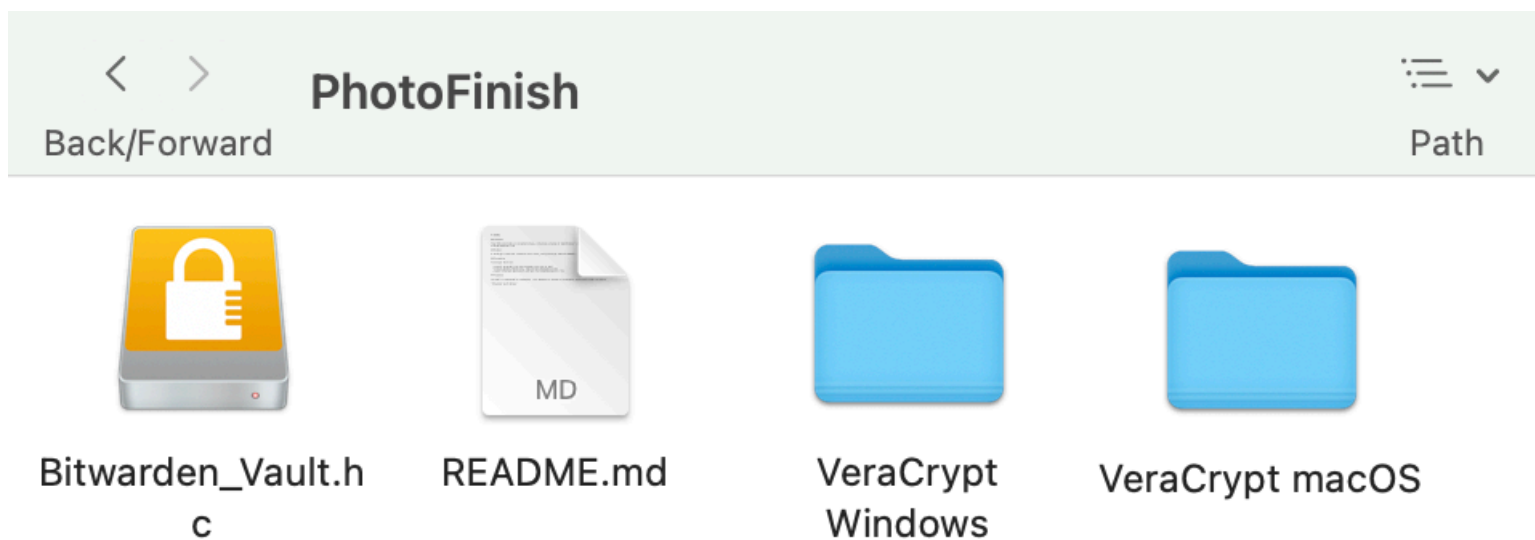 PhotoFinish
Back/Forward
Path
MD
Bitwarden_Vault.h
c
README.md
VeraCrypt
Windows
VeraCrypt macOS